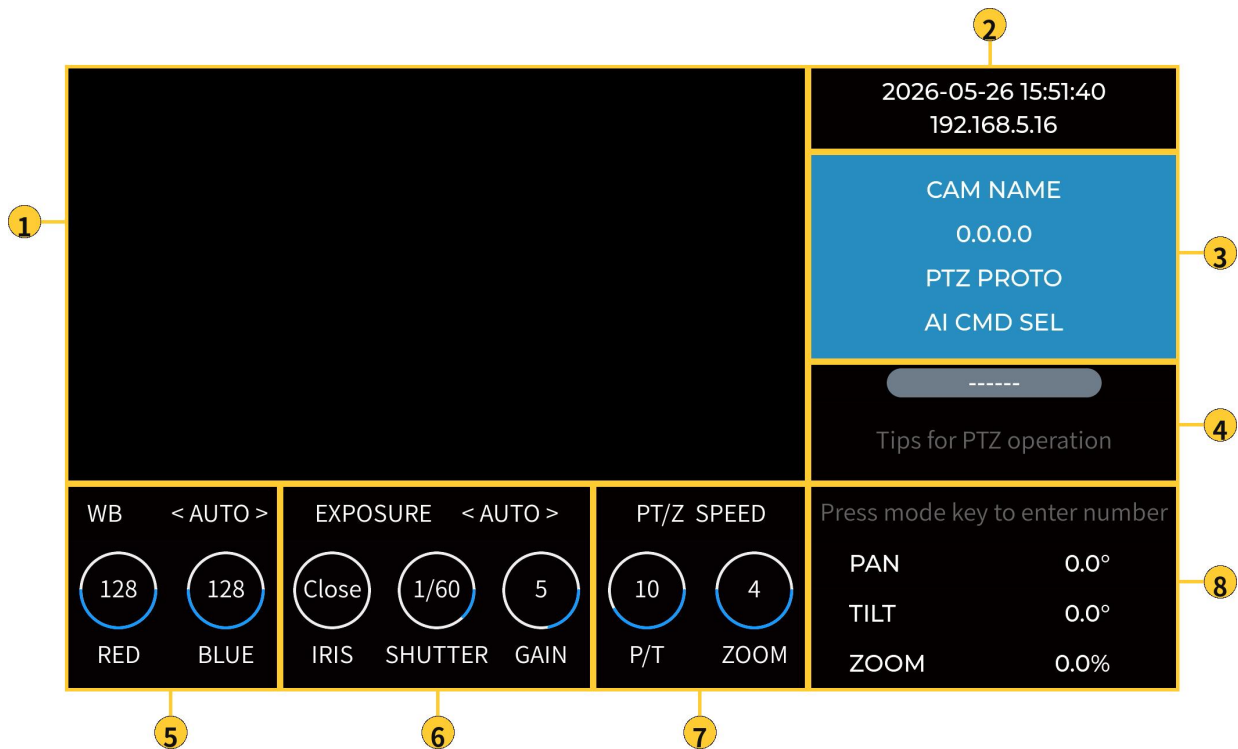 2
2026-05-26 15:51:40
192.168.5.16
1
CAM NAME
0.0.0.0
PTZ PROTO
AI CMD SEL
3
------
Tips for PTZ operation
4
WB < AUTO >
128 128
RED BLUE
EXPOSURE < AUTO >
Close 1/60 5
IRIS SHUTTER GAIN
PT/Z SPEED
10 4
P/T ZOOM
Press mode key to enter number
PAN 0.0°
TILT 0.0°
ZOOM 0.0%
8
5
6
7